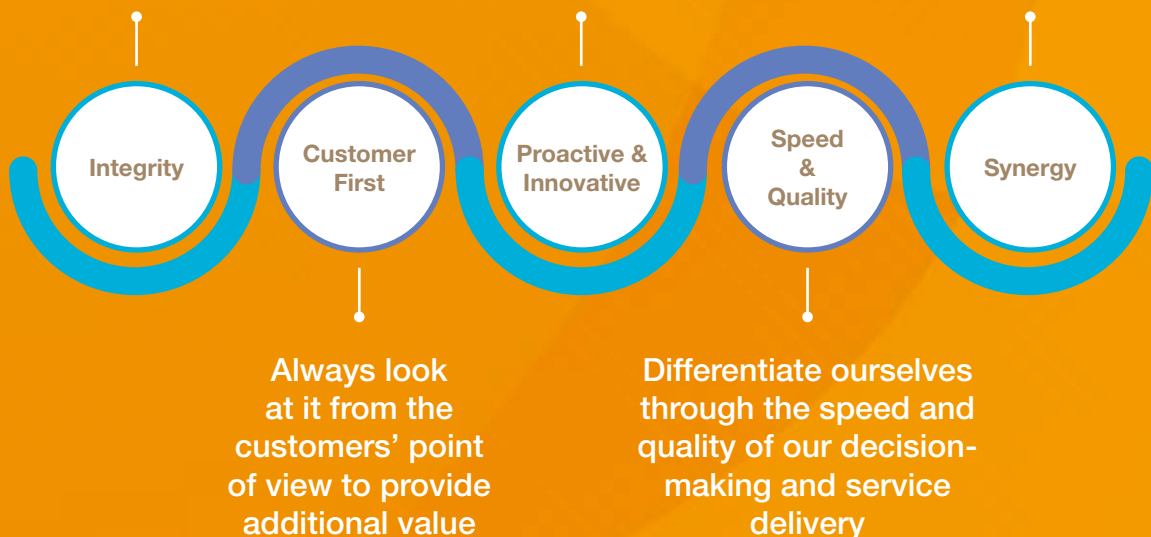 Integrity
Customer
First
Proactive &
Innovative
Speed
&
Quality
Synergy
Always look
at it from the
customers’ point
of view to provide
additional value
Differentiate ourselves
through the speed and
quality of our decision-
making and service
delivery